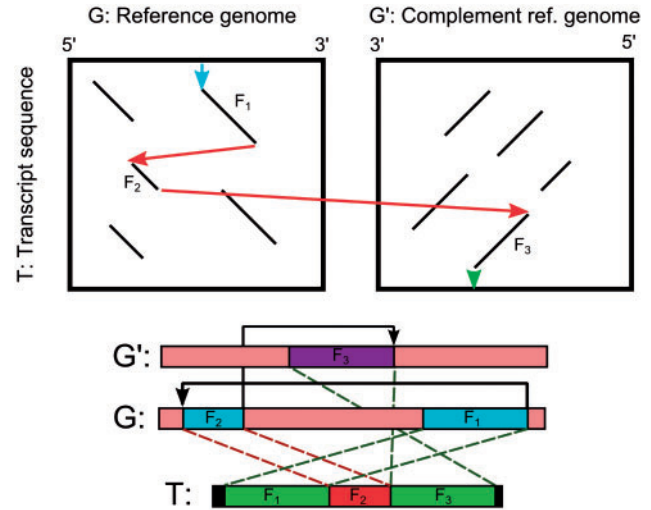 G: Reference genome
G': Complement ref. genome
5'
3'
3'
5'
T: Transcript sequence
F1
F2
F3
G':
F3
G:
F2
F1
T:
F1
F2
F3